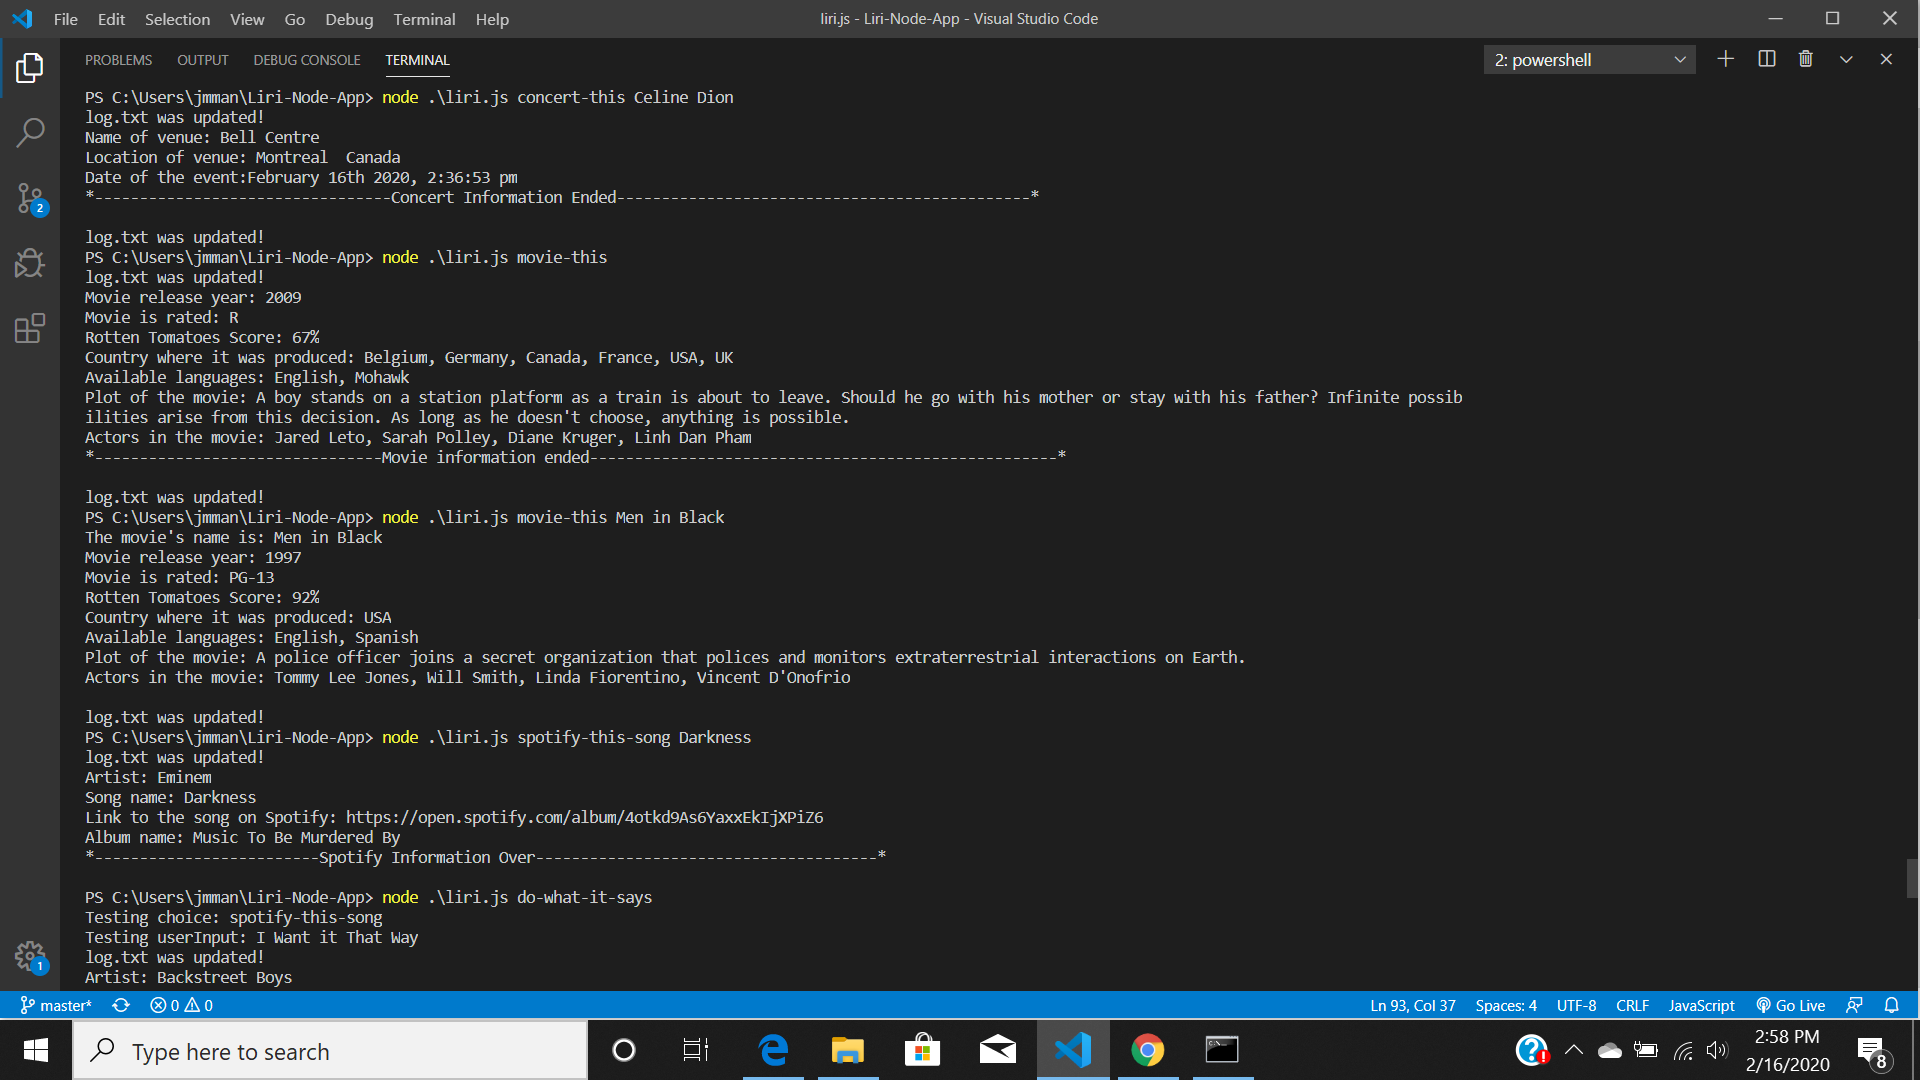 File Edit Selection View Go Debug Terminal Help
liri.js - Liri-Node-App - Visual Studio Code
PROBLEMS OUTPUT DEBUG CONSOLE TERMINAL
2: powershell
PS C:\Users\jmman\Liri-Node-App> node .\liri.js concert-this Celine Dion
log.txt was updated!
Name of venue: Bell Centre
Location of venue: Montreal  Canada
Date of the event:February 16th 2020, 2:36:53 pm
*---------------------------------Concert Information Ended----------------------------------------------*
log.txt was updated!
PS C:\Users\jmman\Liri-Node-App> node .\liri.js movie-this
log.txt was updated!
Movie release year: 2009
Movie is rated: R
Rotten Tomatoes Score: 67%
Country where it was produced: Belgium, Germany, Canada, France, USA, UK
Available languages: English, Mohawk
Plot of the movie: A boy stands on a station platform as a train is about to leave. Should he go with his mother or stay with his father? Infinite possib
ilities arise from this decision. As long as he doesn't choose, anything is possible.
Actors in the movie: Jared Leto, Sarah Polley, Diane Kruger, Linh Dan Pham
*--------------------------------Movie information ended----------------------------------------------------*
log.txt was updated!
PS C:\Users\jmman\Liri-Node-App> node .\liri.js movie-this Men in Black
The movie's name is: Men in Black
Movie release year: 1997
Movie is rated: PG-13
Rotten Tomatoes Score: 92%
Country where it was produced: USA
Available languages: English, Spanish
Plot of the movie: A police officer joins a secret organization that polices and monitors extraterrestrial interactions on Earth.
Actors in the movie: Tommy Lee Jones, Will Smith, Linda Fiorentino, Vincent D'Onofrio
log.txt was updated!
PS C:\Users\jmman\Liri-Node-App> node .\liri.js spotify-this-song Darkness
log.txt was updated!
Artist: Eminem
Song name: Darkness
Link to the song on Spotify: https://open.spotify.com/album/4otkd9As6YaxxEkIjXPiZ6
Album name: Music To Be Murdered By
*-------------------------Spotify Information Over--------------------------------------*
PS C:\Users\jmman\Liri-Node-App> node .\liri.js do-what-it-says
Testing choice: spotify-this-song
Testing userInput: I Want it That Way
log.txt was updated!
Artist: Backstreet Boys
2
1
master* 0 0
Ln 93, Col 37 Spaces: 4 UTF-8 CRLF JavaScript Go Live
Type here to search
2:58 PM
2/16/2020
8